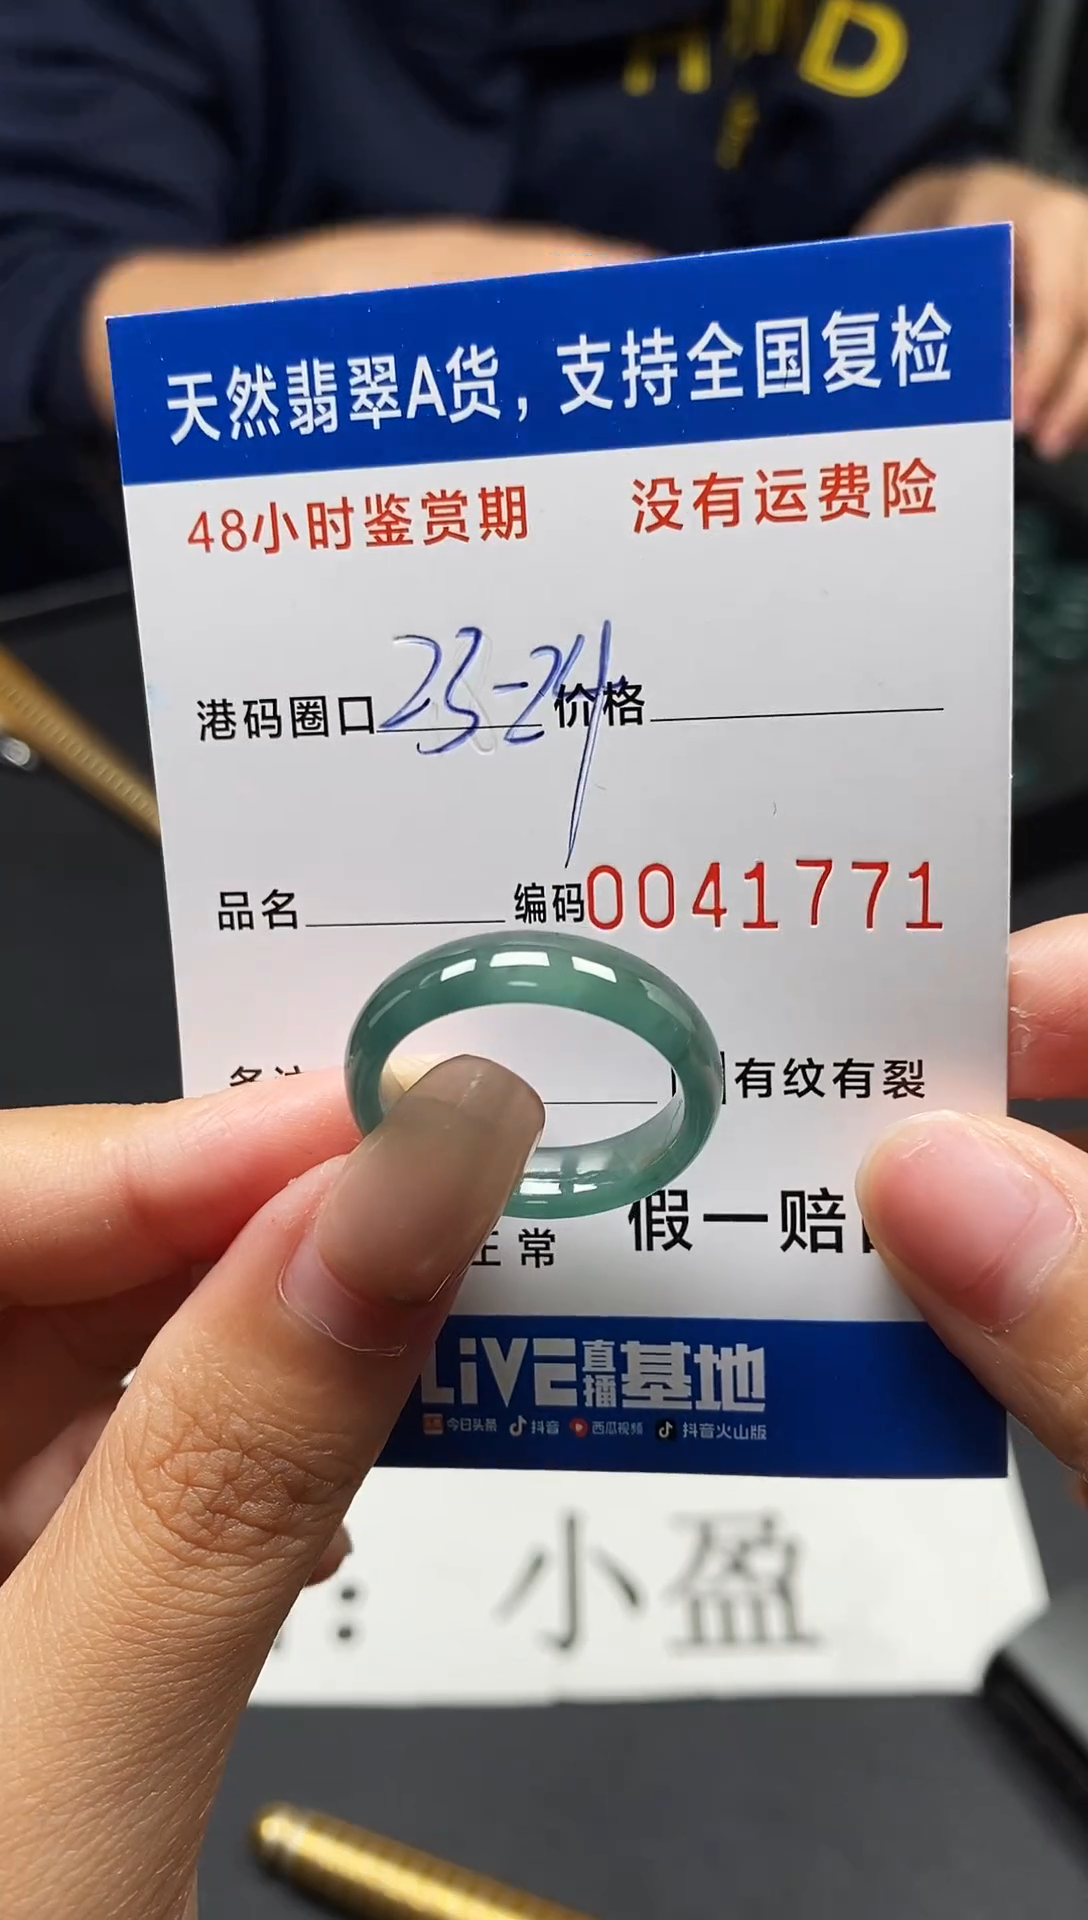 天然翡翠A货，支持全国复检
48小时鉴赏期 没有运费险
港码圈口23-24 价格
品名 编码0041771
备注 有纹有裂
正常 假一赔
LiVE直播基地
今日头条 抖音 西瓜视频 抖音火山版
：小盈